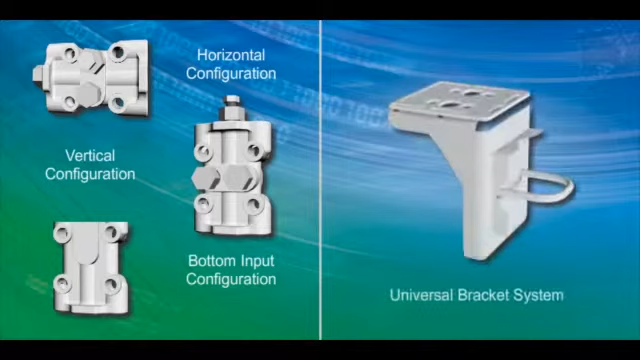 Horizontal
Configuration
Vertical
Configuration
Bottom Input
Configuration
Universal Bracket System